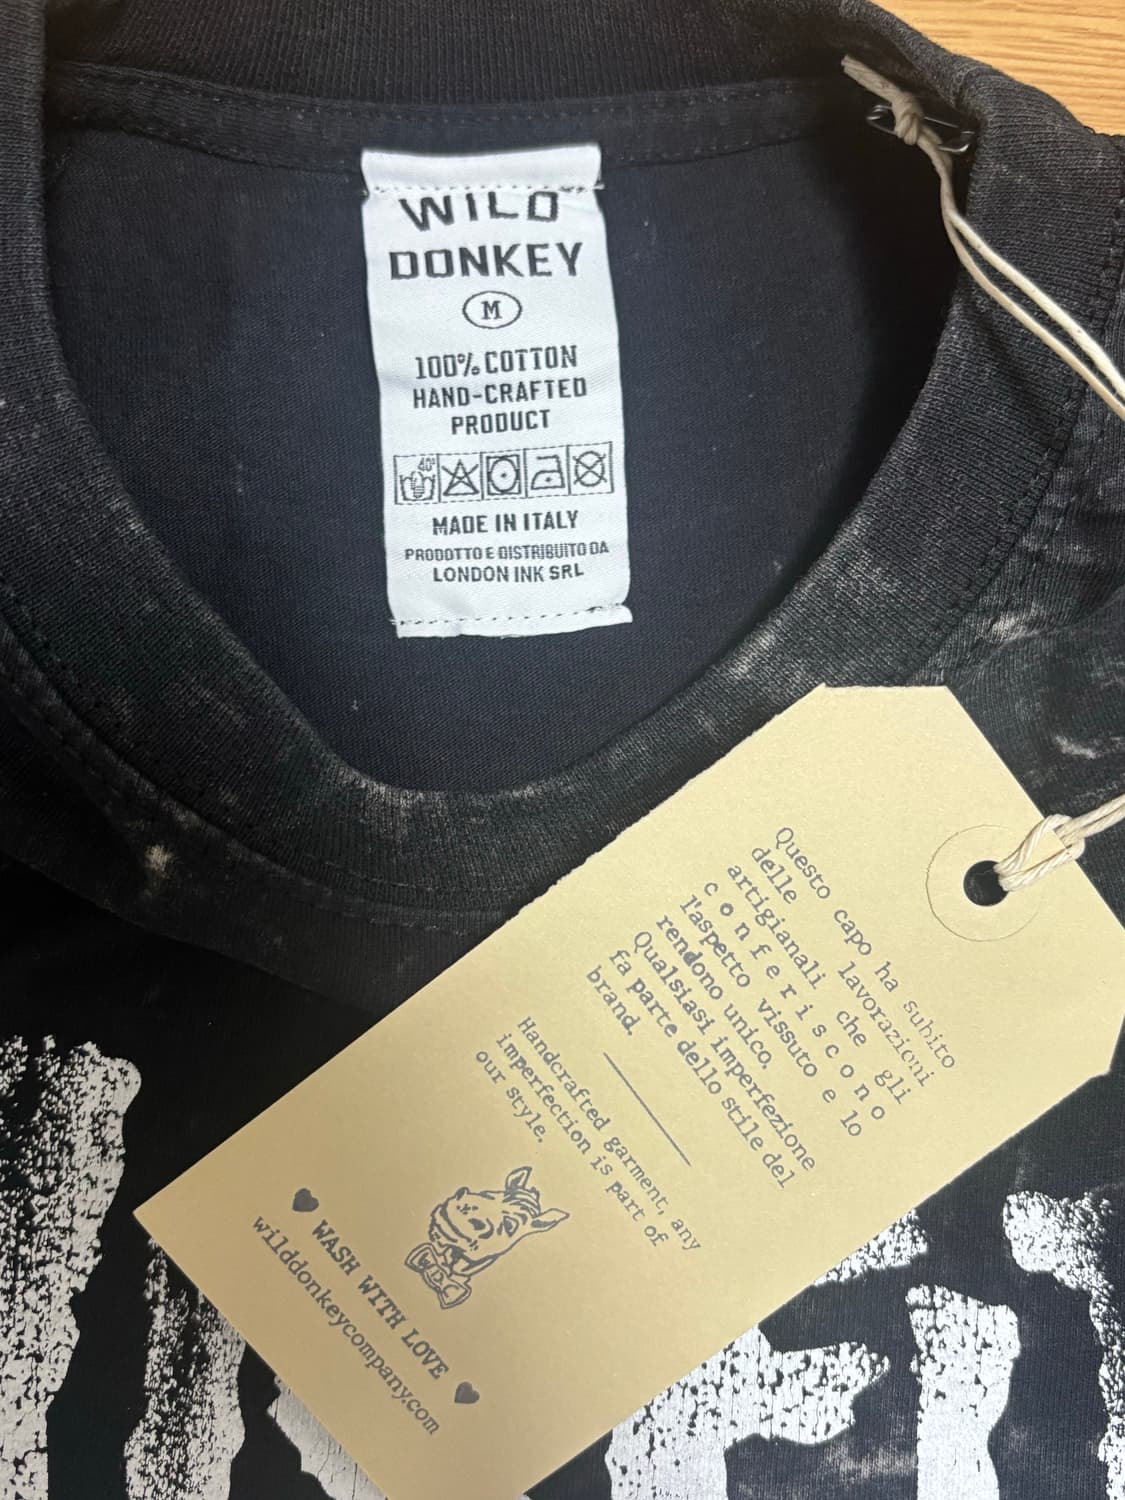 WILD
DONKEY
M
100% COTTON
HAND-CRAFTED
PRODUCT
40°
MADE IN ITALY
PRODOTTO E DISTRIBUITO DA
LONDON INK SRL
Questo capo ha subito
delle lavorazioni
artigianali che gli
conferiscono
l'aspetto vissuto e lo
rendono unico.
Qualsiasi imperfezione
fa parte dello stile del
brand.
Handcrafted garment, any
imperfection is part of
our style.
WDC
WASH WITH LOVE
wilddonkeycompany.com